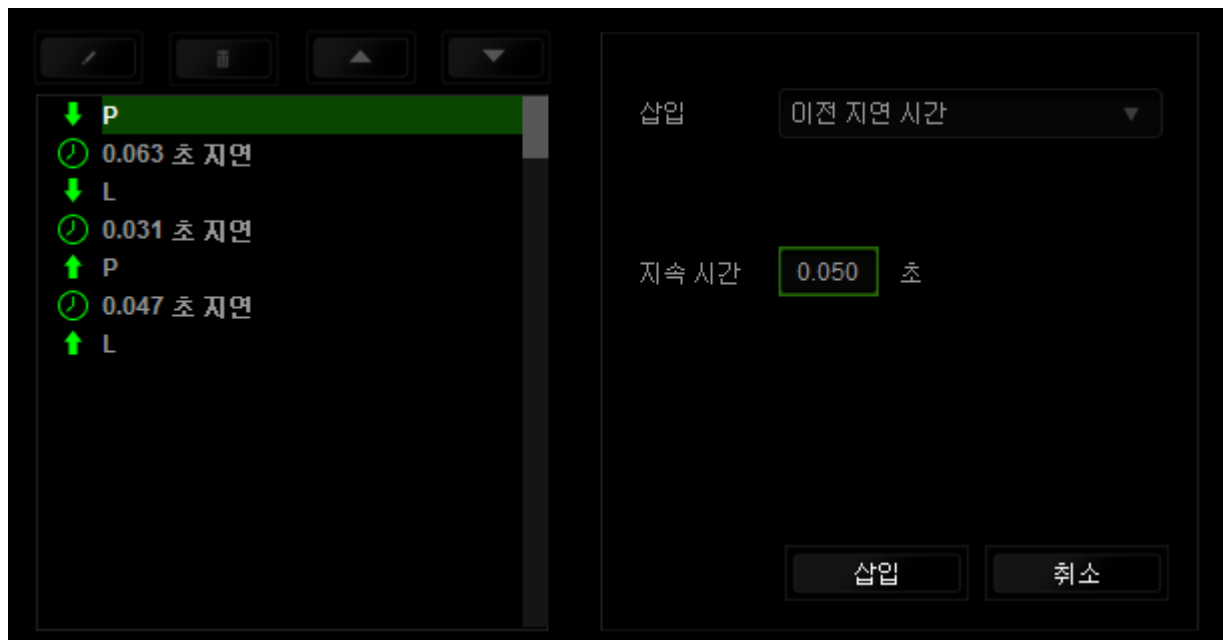 P
0.063 초 지연
L
0.031 초 지연
P
0.047 초 지연
L
삽입 이전 지연 시간
지속 시간 0.050 초
삽입 취소